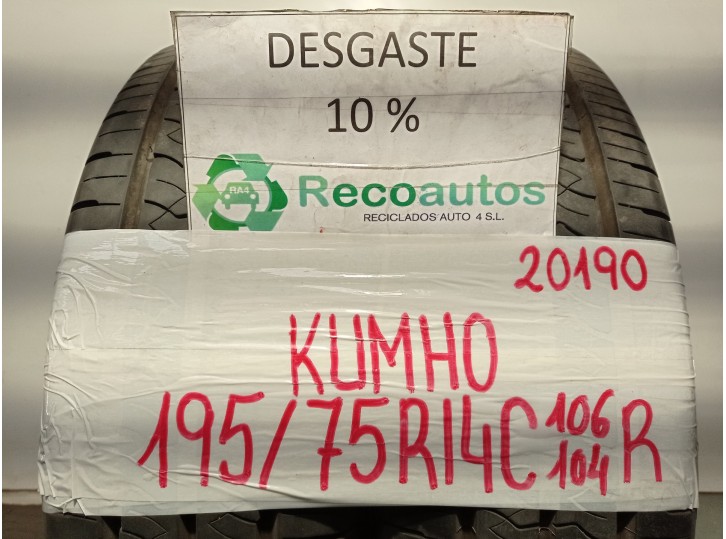 DESGASTE
10 %
RA4
Recoautos
RECICLADOS AUTO 4 S.L.
20190
KUMHO
195/75R14C 106/104 R